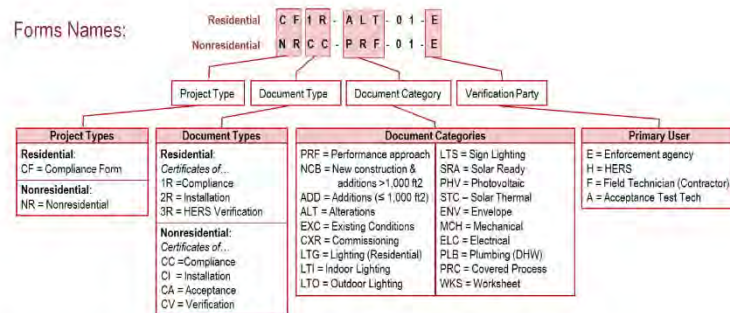 Forms Names:
Residential C F 1 R - A L T - 0 1 - E
Nonresidential N R C C - P R F - 0 1 - E
Project Type
Document Type
Document Category
Verification Party
Project Types
Residential:
CF = Compliance Form
Nonresidential:
NR = Nonresidential
Document Types
Residential:
Certificates of…
1R =Compliance
2R = Installation
3R = HERS Verification
Nonresidential:
Certificates of…
CC =Compliance
CI = Installation
CA = Acceptance
CV = Verification
Document Categories
PRF = Performance approach
NCB = New construction &
additions >1,000 ft2
ADD = Additions (≤ 1,000 ft2)
ALT = Alterations
EXC = Existing Conditions
CXR = Commissioning
LTG = Lighting (Residential)
LTI = Indoor Lighting
LTO = Outdoor Lighting
LTS = Sign Lighting
SRA = Solar Ready
PHV = Photovoltaic
STC – Solar Thermal
ENV = Envelope
MCH = Mechanical
ELC = Electrical
PLB = Plumbing (DHW)
PRC = Covered Process
WKS = Worksheet
Primary User
E = Enforcement agency
H = HERS
F = Field Technician (Contractor)
A = Acceptance Test Tech